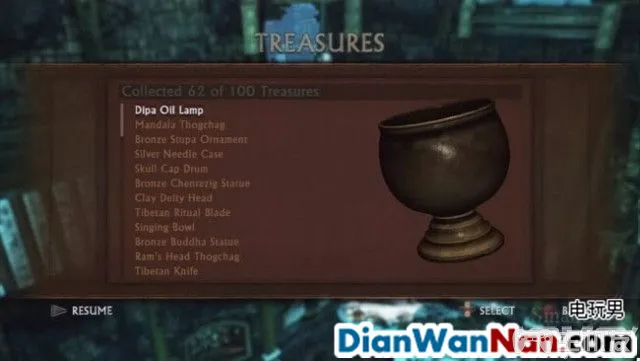 TREASURES
Collected 62 of 100 Treasures
Dipa Oil Lamp
Mandala Thogchag
Bronze Stupa Ornament
Silver Needle Case
Skull Cap Drum
Bronze Chenrezig Statue
Clay Deity Head
Tibetan Ritual Blade
Singing Bowl
Bronze Buddha Statue
Ram's Head Thogchag
Tibetan Knife
RESUME
SELECT
电玩男
DianWanNan.com